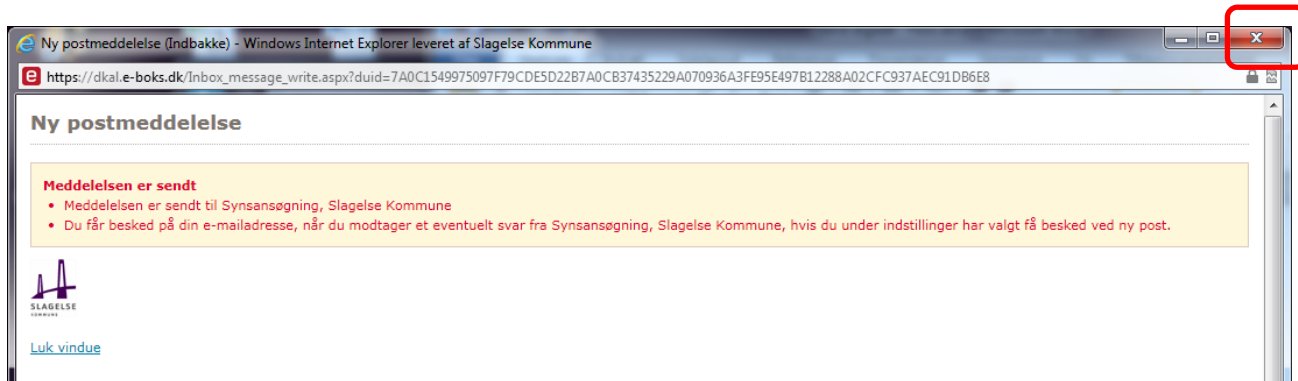 Ny postmeddelelse (Indbakke) - Windows Internet Explorer leveret af Slagelse Kommune
https://dkal.e-boks.dk/Inbox_message_write.aspx?duid=7A0C1549975097F79CDE5D22B7A0CB37435229A070936A3FE95E497B12288A02CFC937AEC91DB6E8
Ny postmeddelelse
Meddelelsen er sendt
• Meddelelsen er sendt til Synsansøgning, Slagelse Kommune
• Du får besked på din e-mailadresse, når du modtager et eventuelt svar fra Synsansøgning, Slagelse Kommune, hvis du under indstillinger har valgt få besked ved ny post.
SLAGELSE
KOMMUNE
Luk vindue